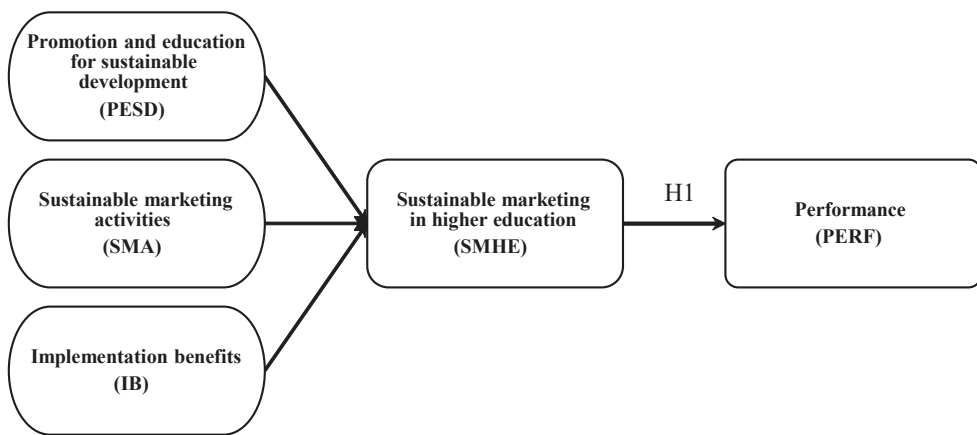 Promotion and education
for sustainable
development
(PESD)
Sustainable marketing
activities
(SMA)
Implementation benefits
(IB)
Sustainable marketing
in higher education
(SMHE)
H1
Performance
(PERF)